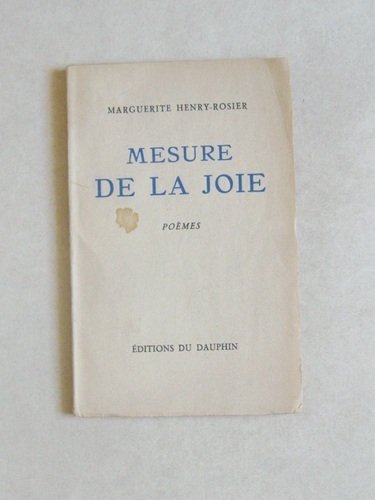 MARGUERITE HENRY-ROSIER
MESURE
DE LA JOIE
POÈMES
ÉDITIONS DU DAUPHIN